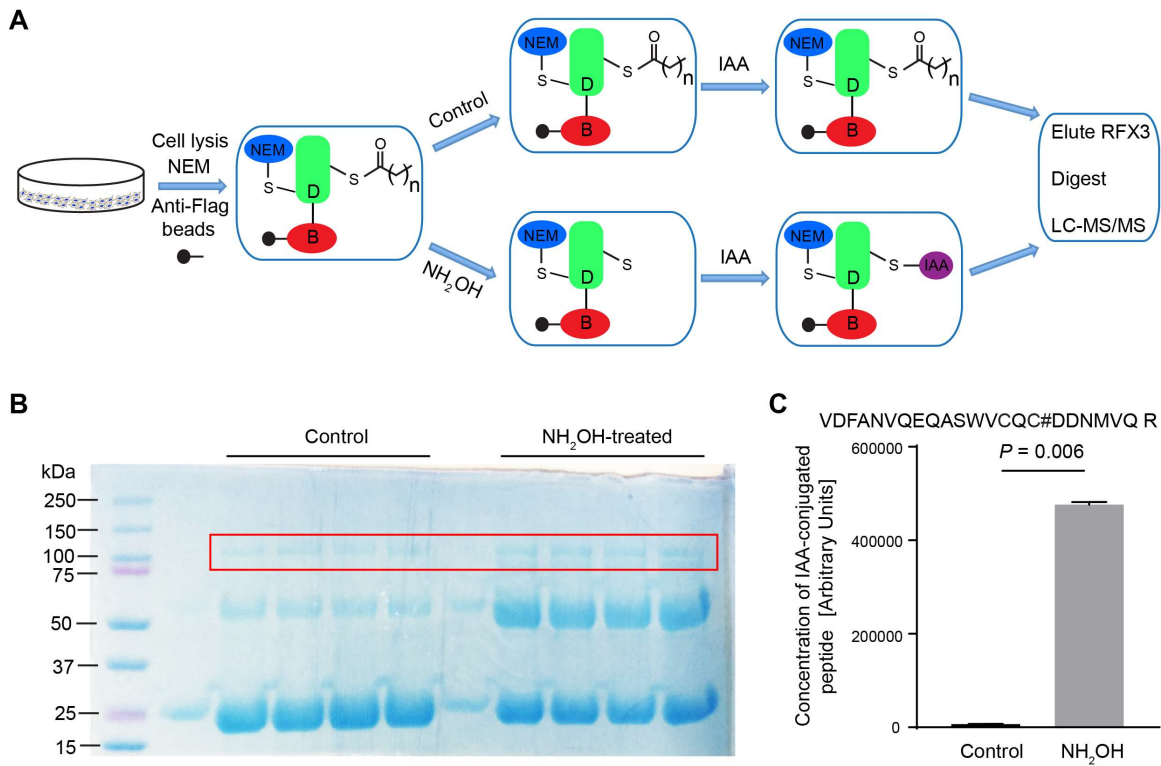 A
Cell lysis
NEM
Anti-Flag
beads
NEM
S
D
B
S
O
n
Control
NH2OH
NEM
S
D
B
S
O
n
IAA
NEM
S
D
B
S
O
n
NEM
S
D
B
S
IAA
NEM
S
D
B
S
IAA
Elute RFX3
Digest
LC-MS/MS
B
Control
NH2OH-treated
kDa
250
150
100
75
50
37
25
15
C
VDFANVQEQASWVCQC#DDNMVQ R
P = 0.006
Concentration of IAA-conjugated
peptide [Arbitrary Units]
600000
400000
200000
0
Control
NH2OH